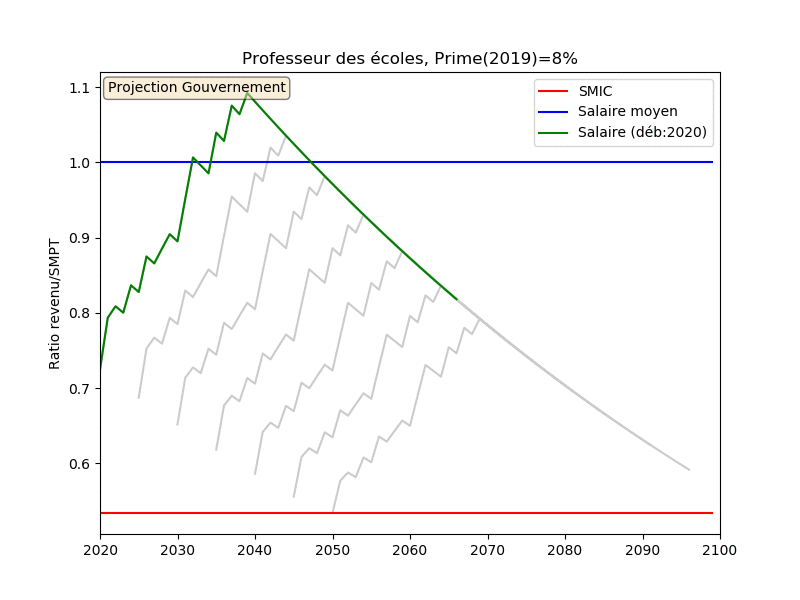 Professeur des écoles, Prime(2019)=8%
Projection Gouvernement
SMIC
Salaire moyen
Salaire (déb:2020)
Ratio revenu/SMPT
1.1
1.0
0.9
0.8
0.7
0.6
2020 2030 2040 2050 2060 2070 2080 2090 2100